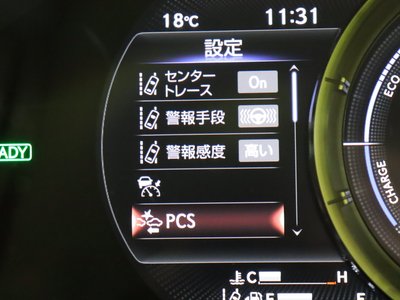 18℃ 11:31
設定
センター
トレース
On
警報手段
警報感度
高い
PCS
READY
ECO
CHARGE
C H
E F